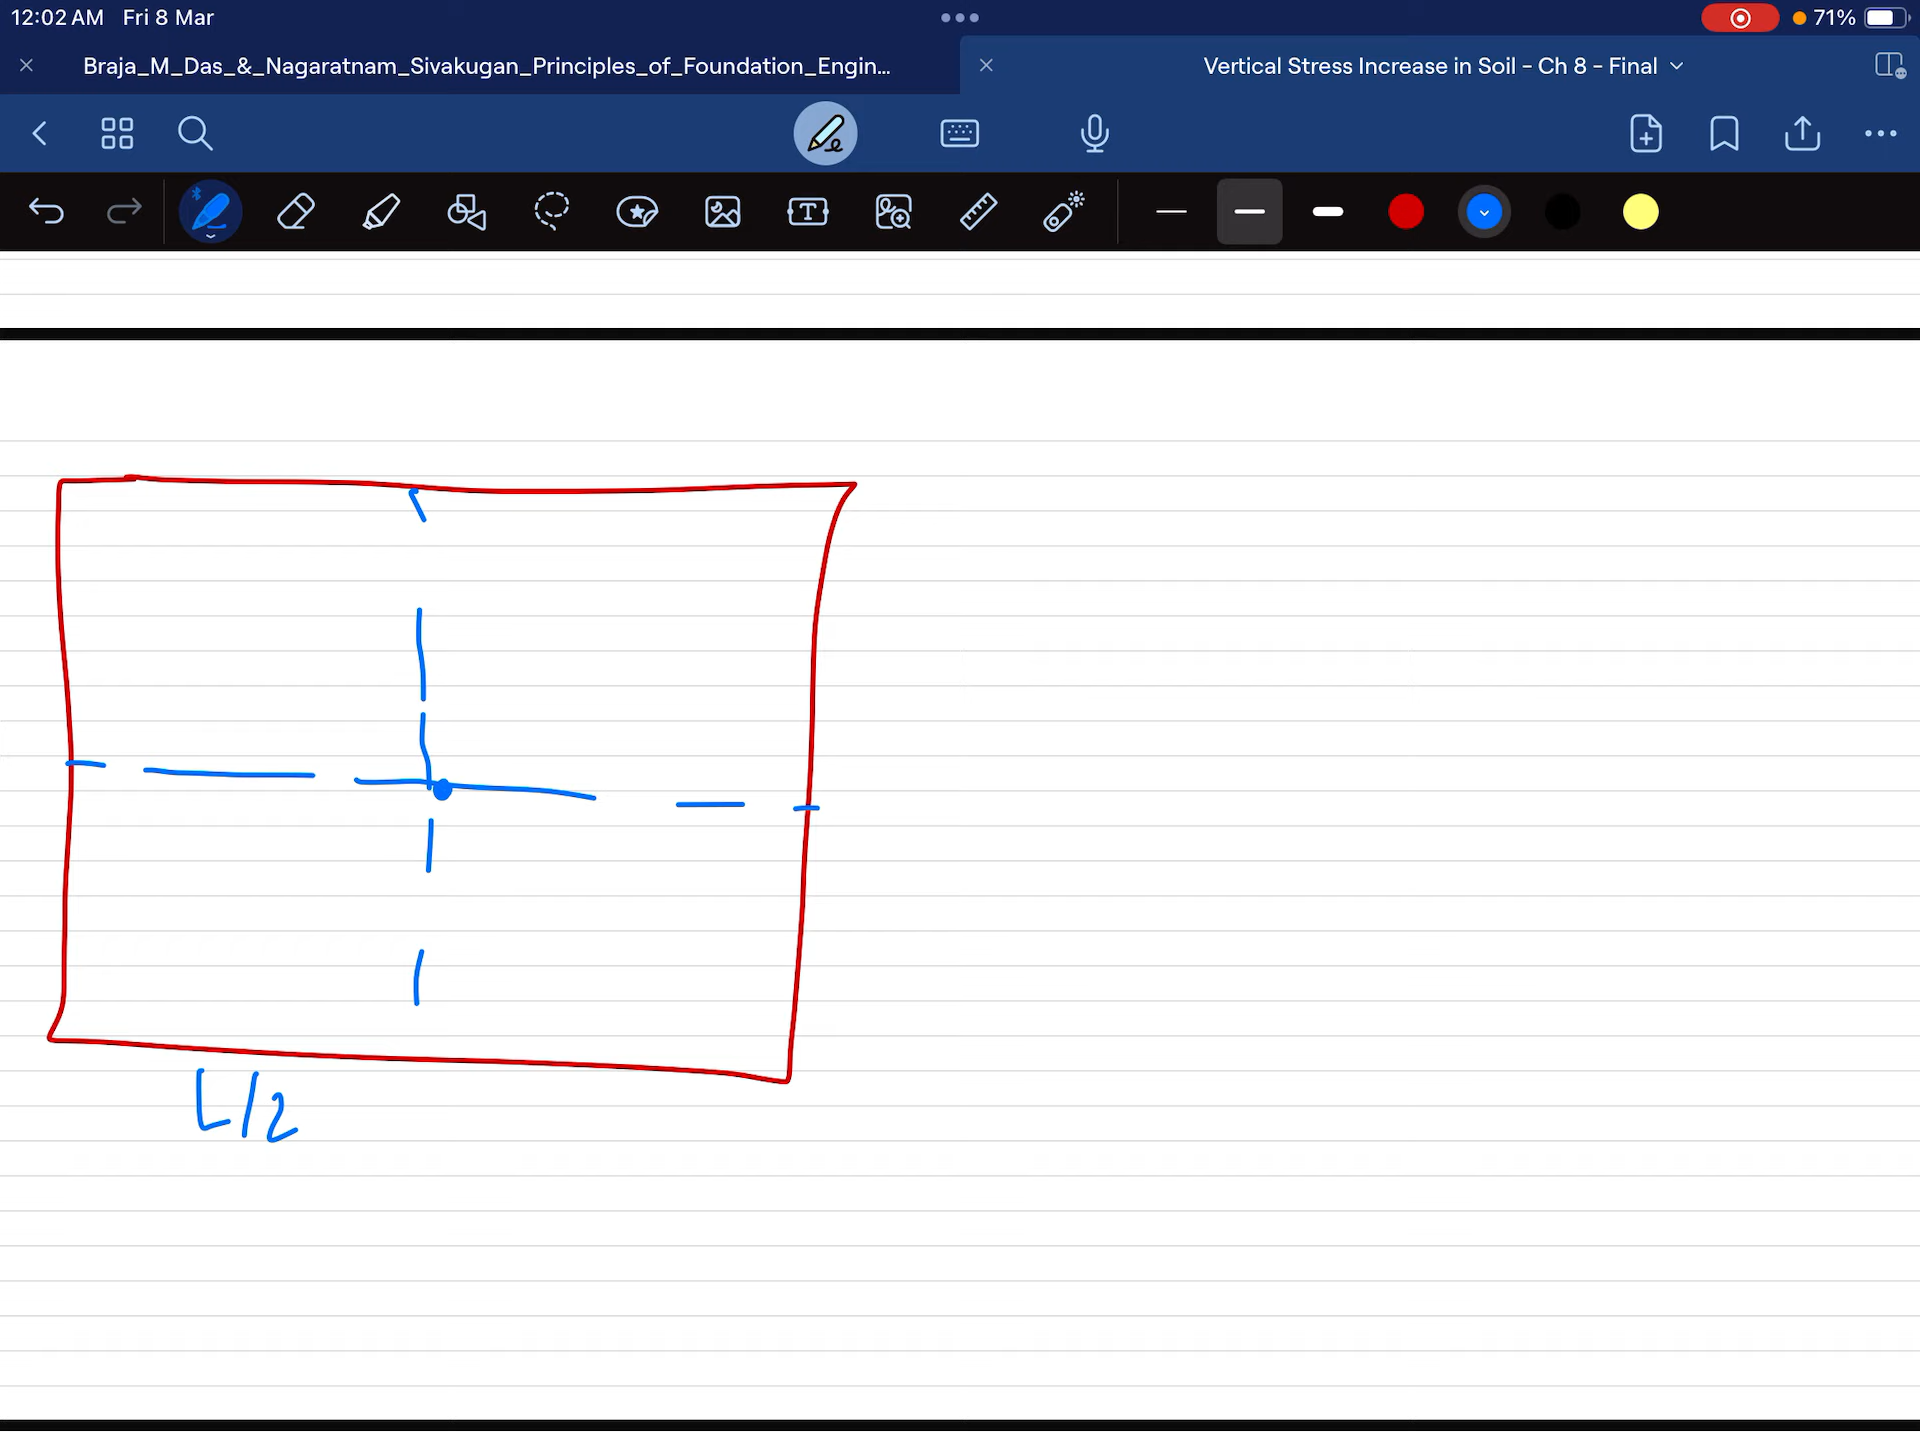 12:02 AM Fri 8 Mar
71%
Braja_M_Das_&_Nagaratnam_Sivakugan_Principles_of_Foundation_Engin...
Vertical Stress Increase in Soil - Ch 8 - Final
L/2